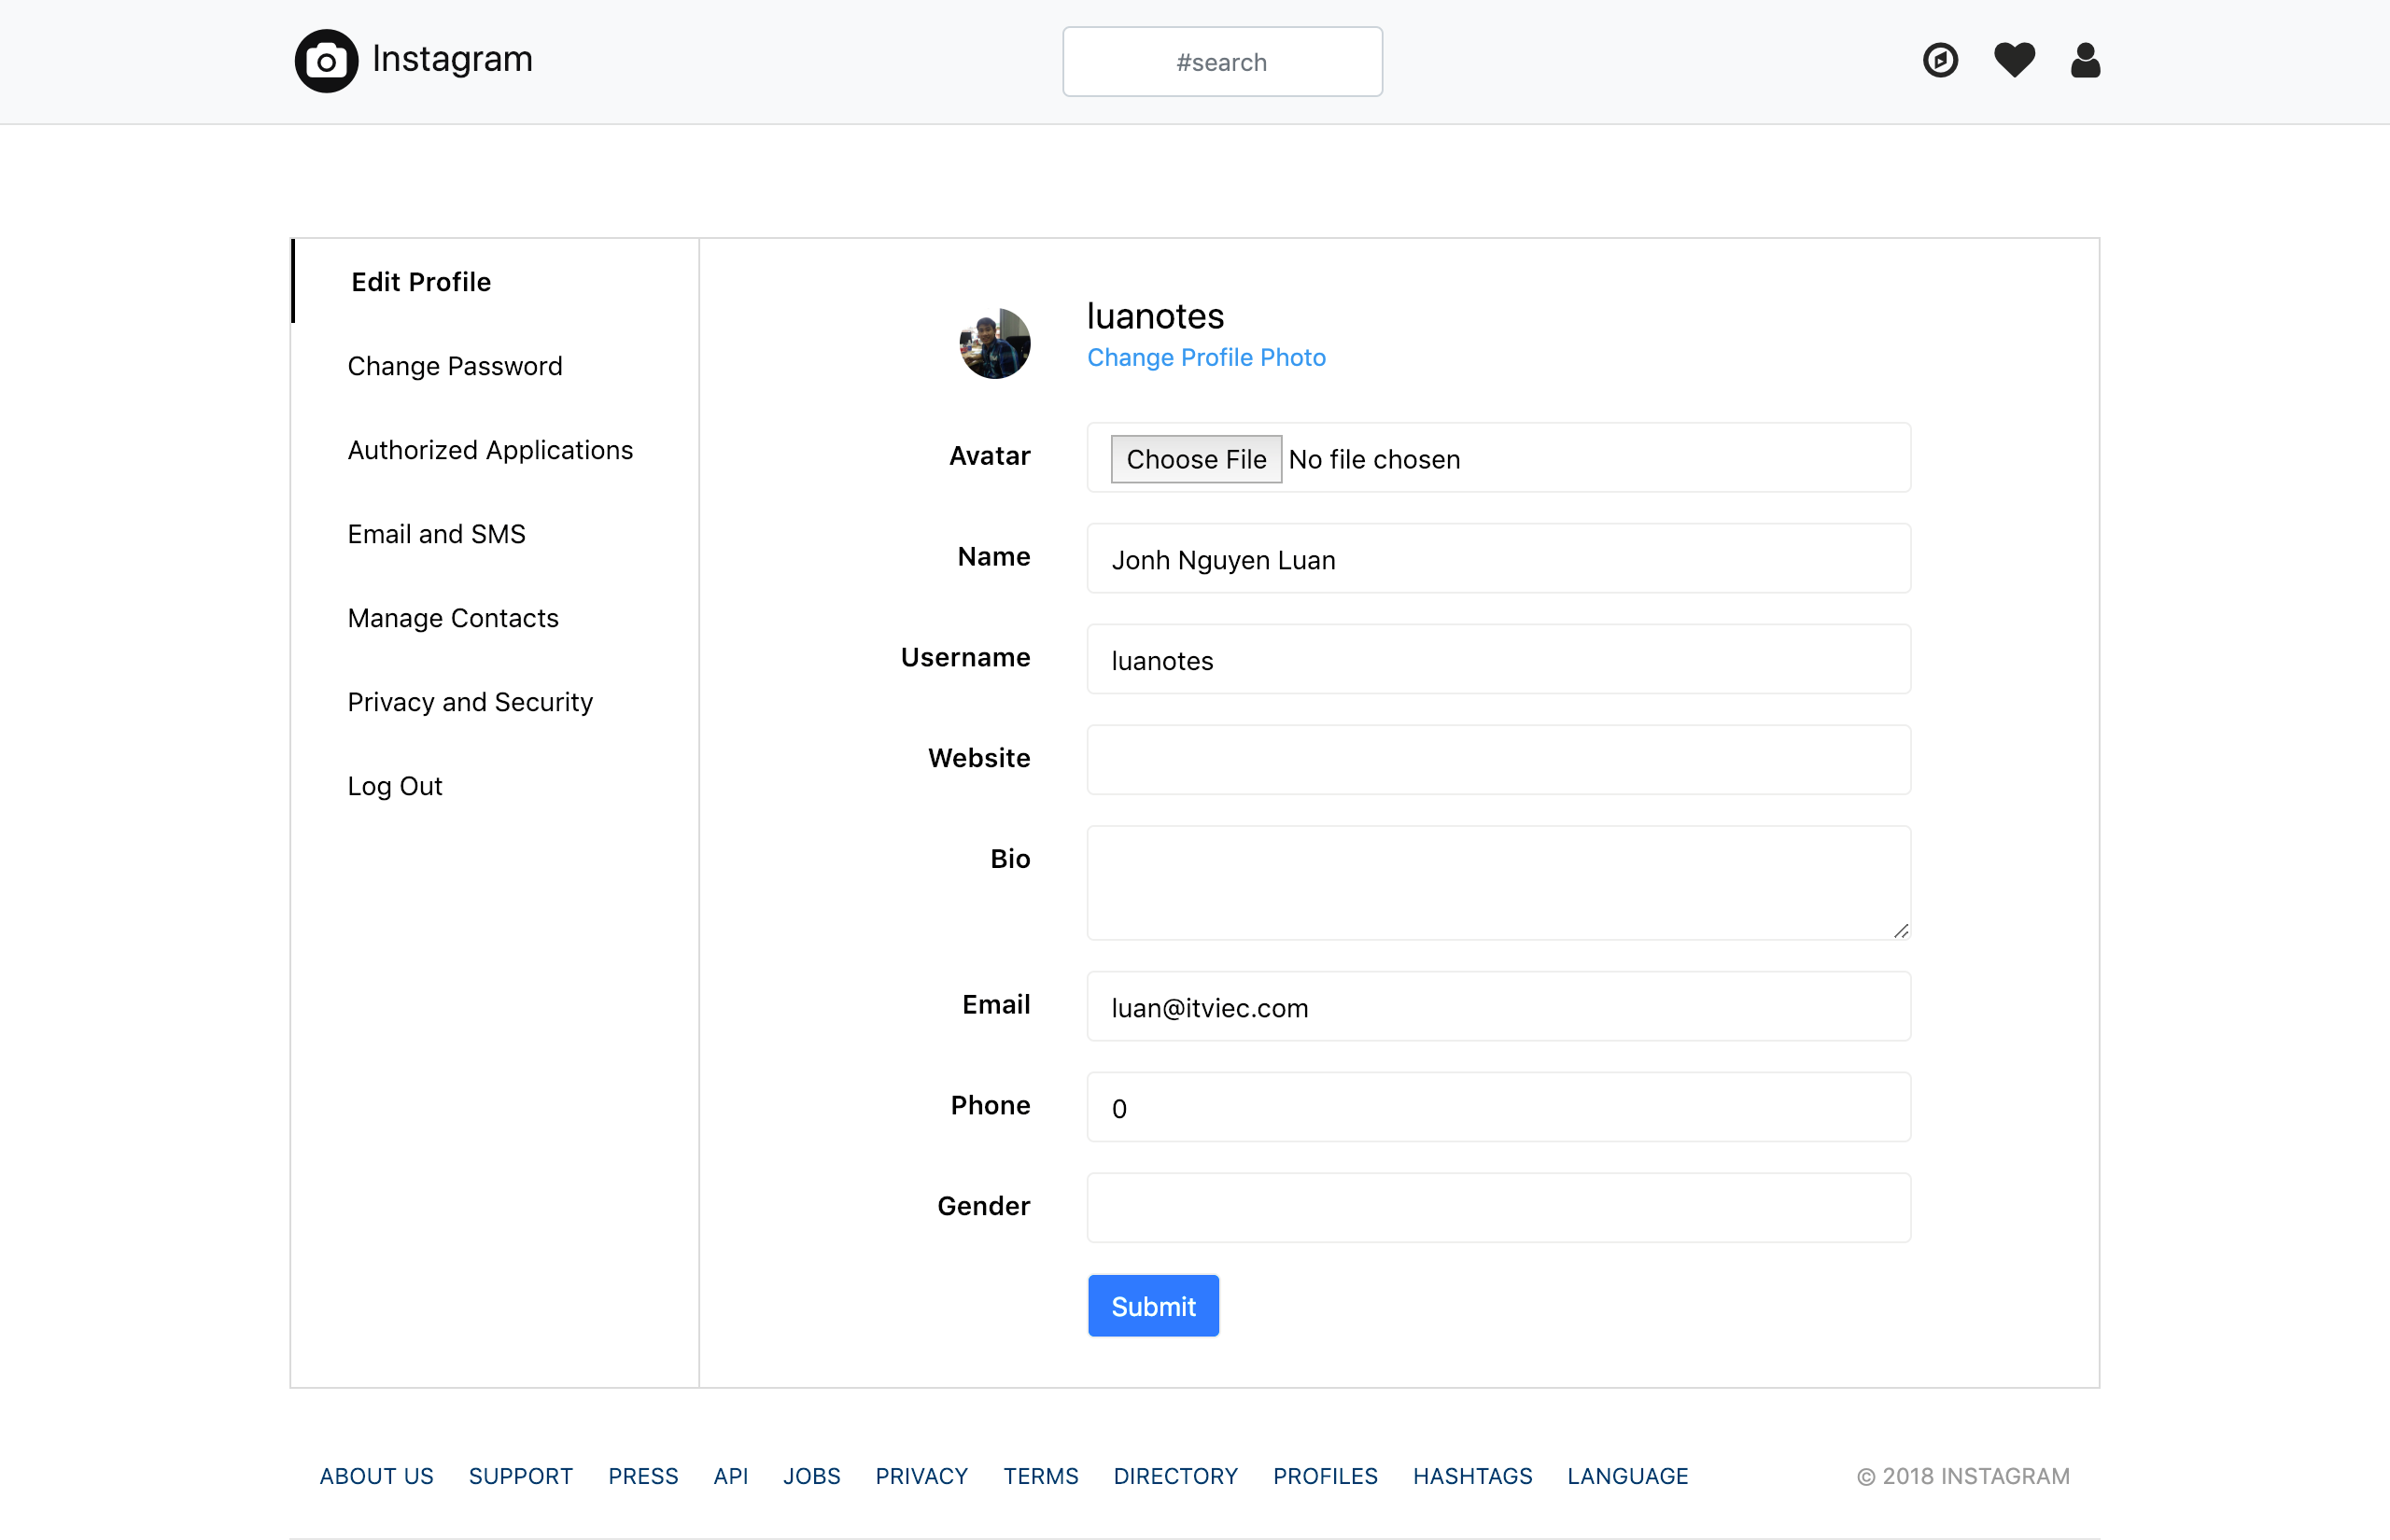 Instagram
#search
Edit Profile
Change Password
Authorized Applications
Email and SMS
Manage Contacts
Privacy and Security
Log Out
luanotes
Change Profile Photo
Avatar
Choose File No file chosen
Name
Jonh Nguyen Luan
Username
luanotes
Website
Bio
Email
luan@itviec.com
Phone
0
Gender
Submit
ABOUT US SUPPORT PRESS API JOBS PRIVACY TERMS DIRECTORY PROFILES HASHTAGS LANGUAGE © 2018 INSTAGRAM